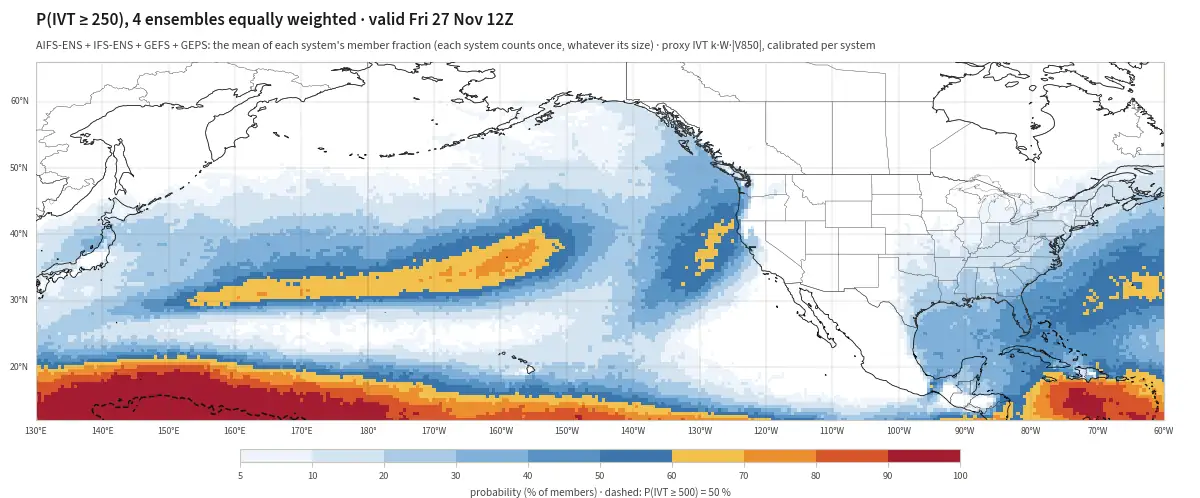 P(IVT ≥ 250), 4 ensembles equally weighted · valid Fri 27 Nov 12Z
AIFS-ENS + IFS-ENS + GEFS + GEPS: the mean of each system's member fraction (each system counts once, whatever its size) · proxy IVT k·W·|V850|, calibrated per system
60°N
50°N
40°N
30°N
20°N
130°E 140°E 150°E 160°E 170°E 180° 170°W 160°W 150°W 140°W 130°W 120°W 110°W 100°W 90°W 80°W 70°W 60°W
5 10 20 30 40 50 60 70 80 90 100
probability (% of members) · dashed: P(IVT ≥ 500) = 50 %